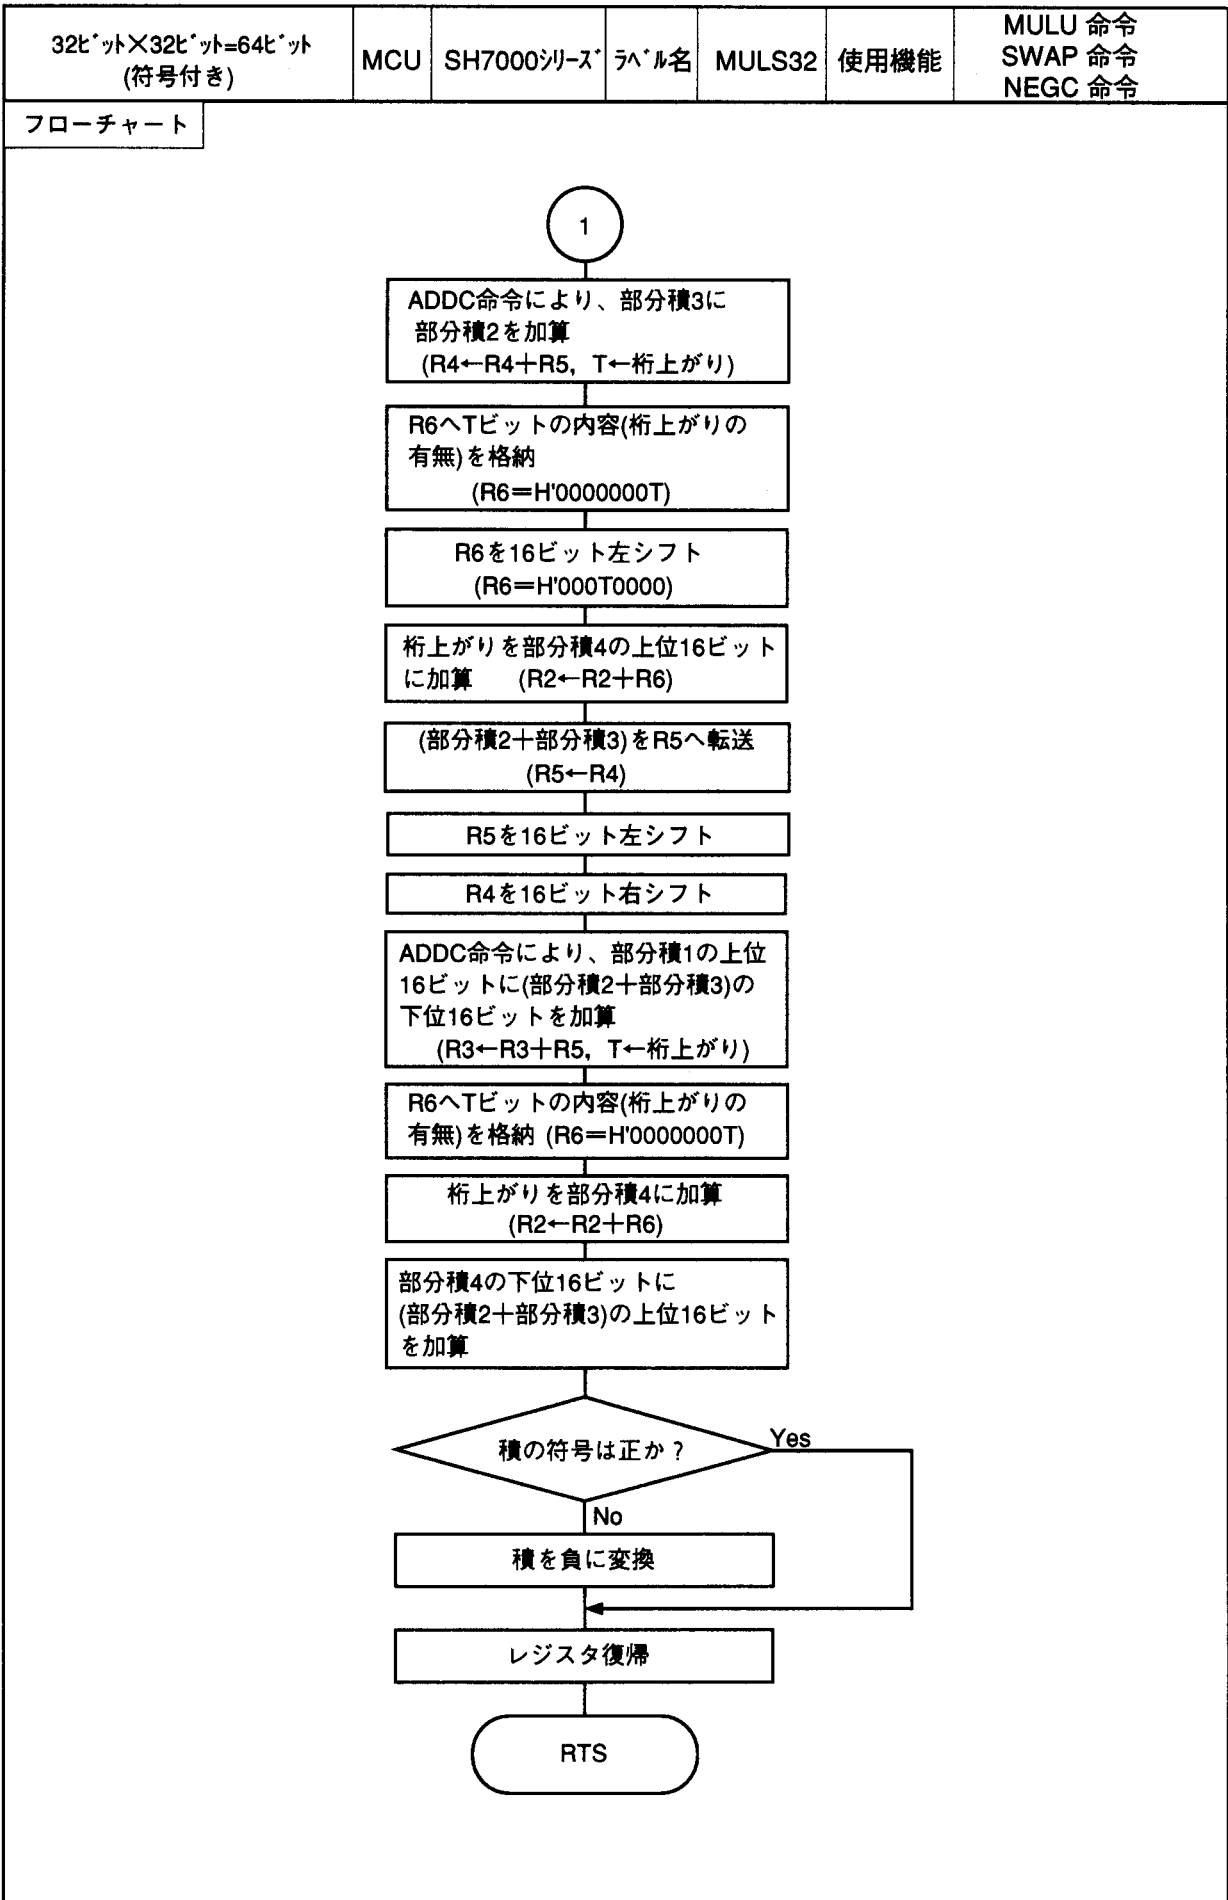 32ﾋﾞｯﾄ×32ﾋﾞｯﾄ=64ﾋﾞｯﾄ
(符号付き)
MCU
SH7000ｼﾘｰｽﾞ
ﾗﾍﾞﾙ名
MULS32
使用機能
MULU 命令
SWAP 命令
NEGC 命令
フローチャート
1
ADDC命令により、部分積3に
部分積2を加算
(R4←R4+R5, T←桁上がり)
R6へTビットの内容(桁上がりの
有無)を格納
(R6=H'0000000T)
R6を16ビット左シフト
(R6=H'000T0000)
桁上がりを部分積4の上位16ビット
に加算 (R2←R2+R6)
(部分積2+部分積3)をR5へ転送
(R5←R4)
R5を16ビット左シフト
R4を16ビット右シフト
ADDC命令により、部分積1の上位
16ビットに(部分積2+部分積3)の
下位16ビットを加算
(R3←R3+R5, T←桁上がり)
R6へTビットの内容(桁上がりの
有無)を格納 (R6=H'0000000T)
桁上がりを部分積4に加算
(R2←R2+R6)
部分積4の下位16ビットに
(部分積2+部分積3)の上位16ビット
を加算
積の符号は正か?
Yes
No
積を負に変換
レジスタ復帰
RTS